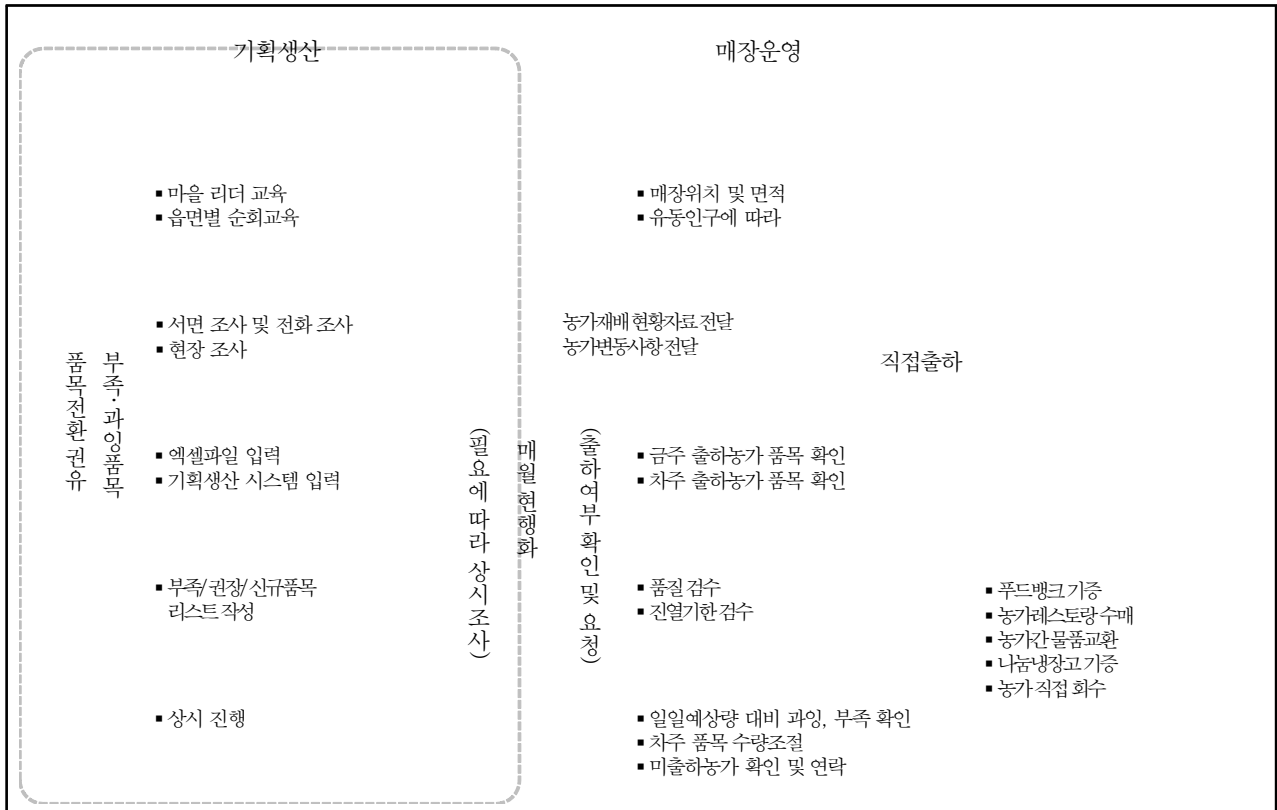 기획생산
매장운영
■ 마을 리더 교육
■ 읍면별 순회교육
■ 매장위치 및 면적
■ 유동인구에 따라
■ 서면 조사 및 전화 조사
■ 현장 조사
농가재배 현황자료 전달
농가변동사항 전달
직접출하
부족·과잉품목
품목전환 권유
■ 엑셀파일 입력
■ 기획생산 시스템 입력
매월 현행화
(필요에 따라 상시조사)
(출하여부 확인 및 요청)
■ 금주 출하농가 품목 확인
■ 차주 출하농가 품목 확인
■ 부족/권장/신규품목
리스트 작성
■ 품질 검수
■ 진열기한 검수
■ 푸드뱅크 기증
■ 농가레스토랑 수매
■ 농가간 물품교환
■ 나눔냉장고 기증
■ 농가 직접 회수
■ 상시 진행
■ 일일예상량 대비 과잉, 부족 확인
■ 차주 품목 수량조절
■ 미출하농가 확인 및 연락